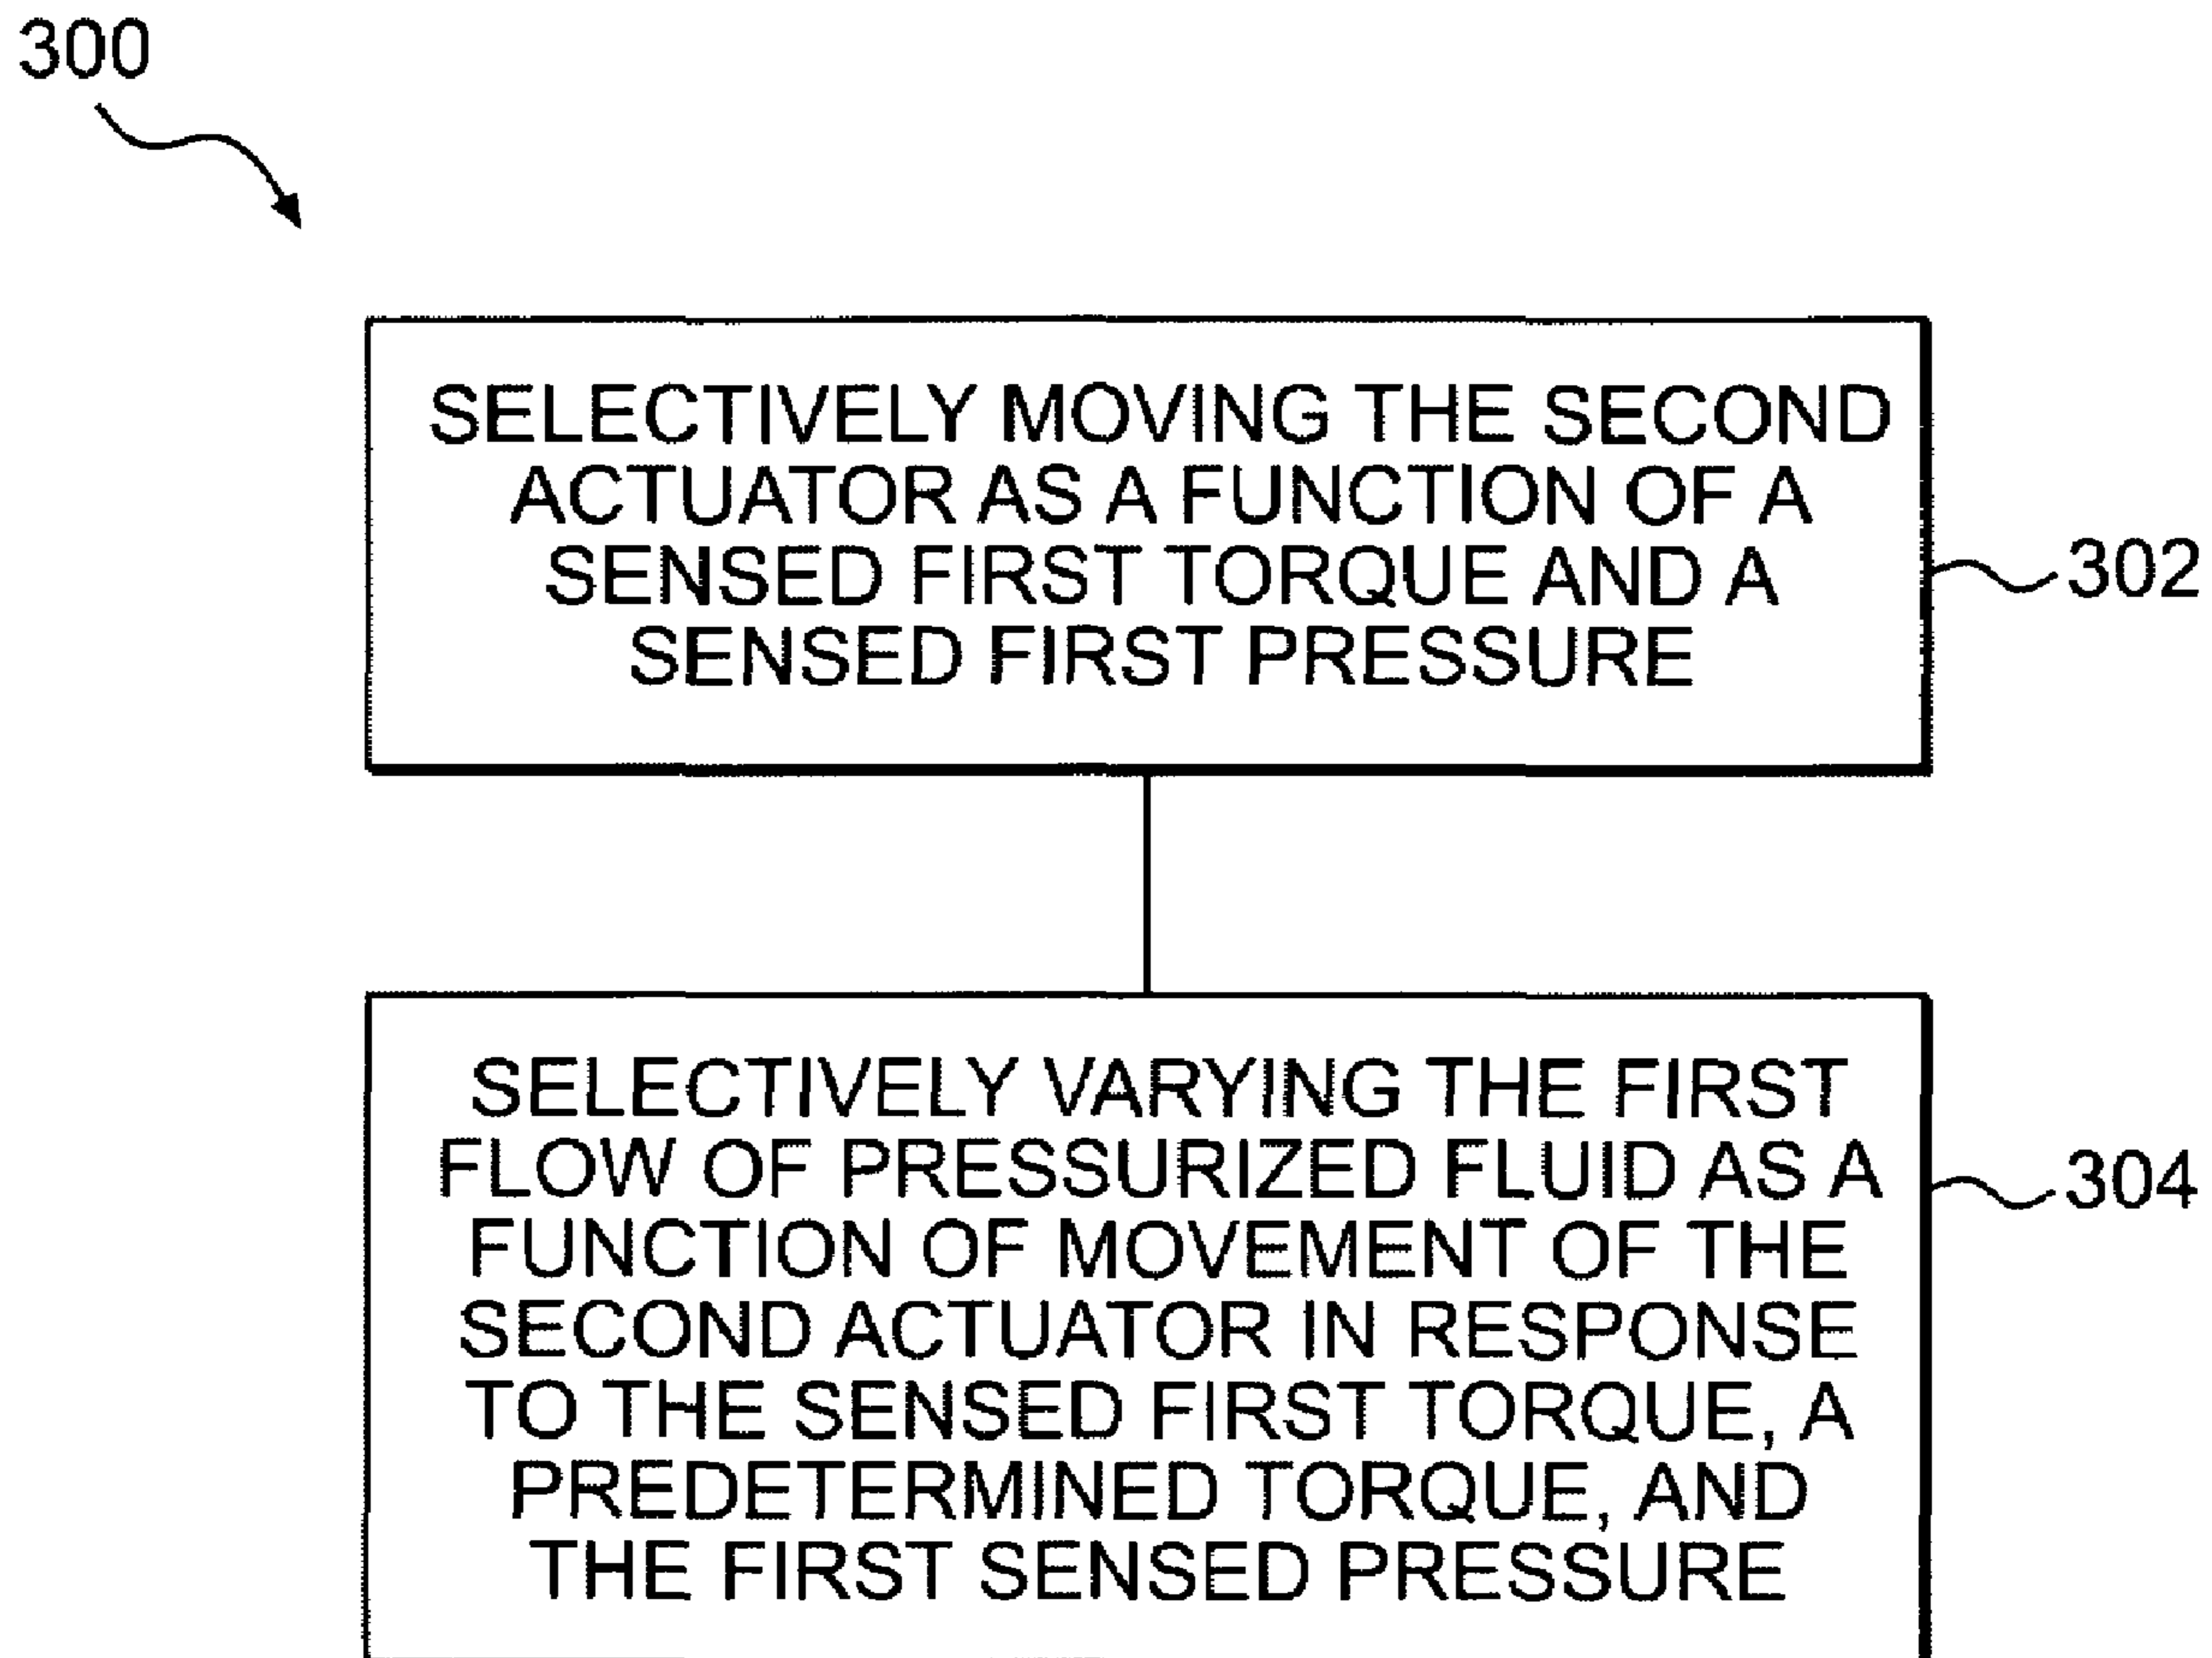 300
SELECTIVELY MOVING THE SECOND
ACTUATOR AS A FUNCTION OF A
SENSED FIRST TORQUE AND A
SENSED FIRST PRESSURE
302
SELECTIVELY VARYING THE FIRST
FLOW OF PRESSURIZED FLUID AS A
FUNCTION OF MOVEMENT OF THE
SECOND ACTUATOR IN RESPONSE
TO THE SENSED FIRST TORQUE, A
PREDETERMINED TORQUE, AND
THE FIRST SENSED PRESSURE
304